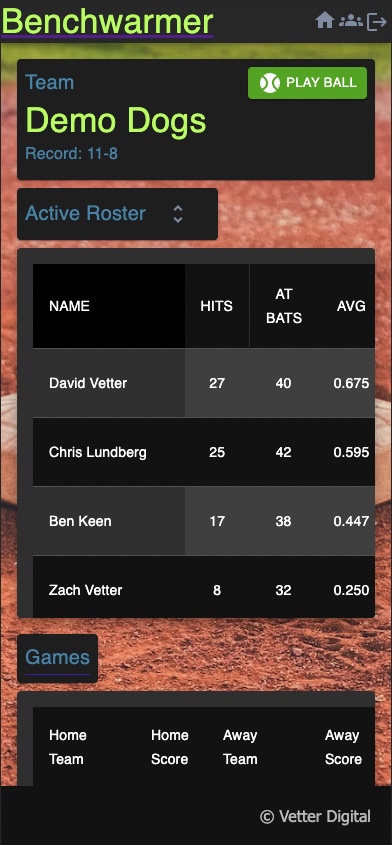 Benchwarmer
Team
PLAY BALL
Demo Dogs
Record: 11-8
Active Roster
NAME HITS AT BATS AVG
David Vetter 27 40 0.675
Chris Lundberg 25 42 0.595
Ben Keen 17 38 0.447
Zach Vetter 8 32 0.250
Games
Home Team Home Score Away Team Away Score
© Vetter Digital